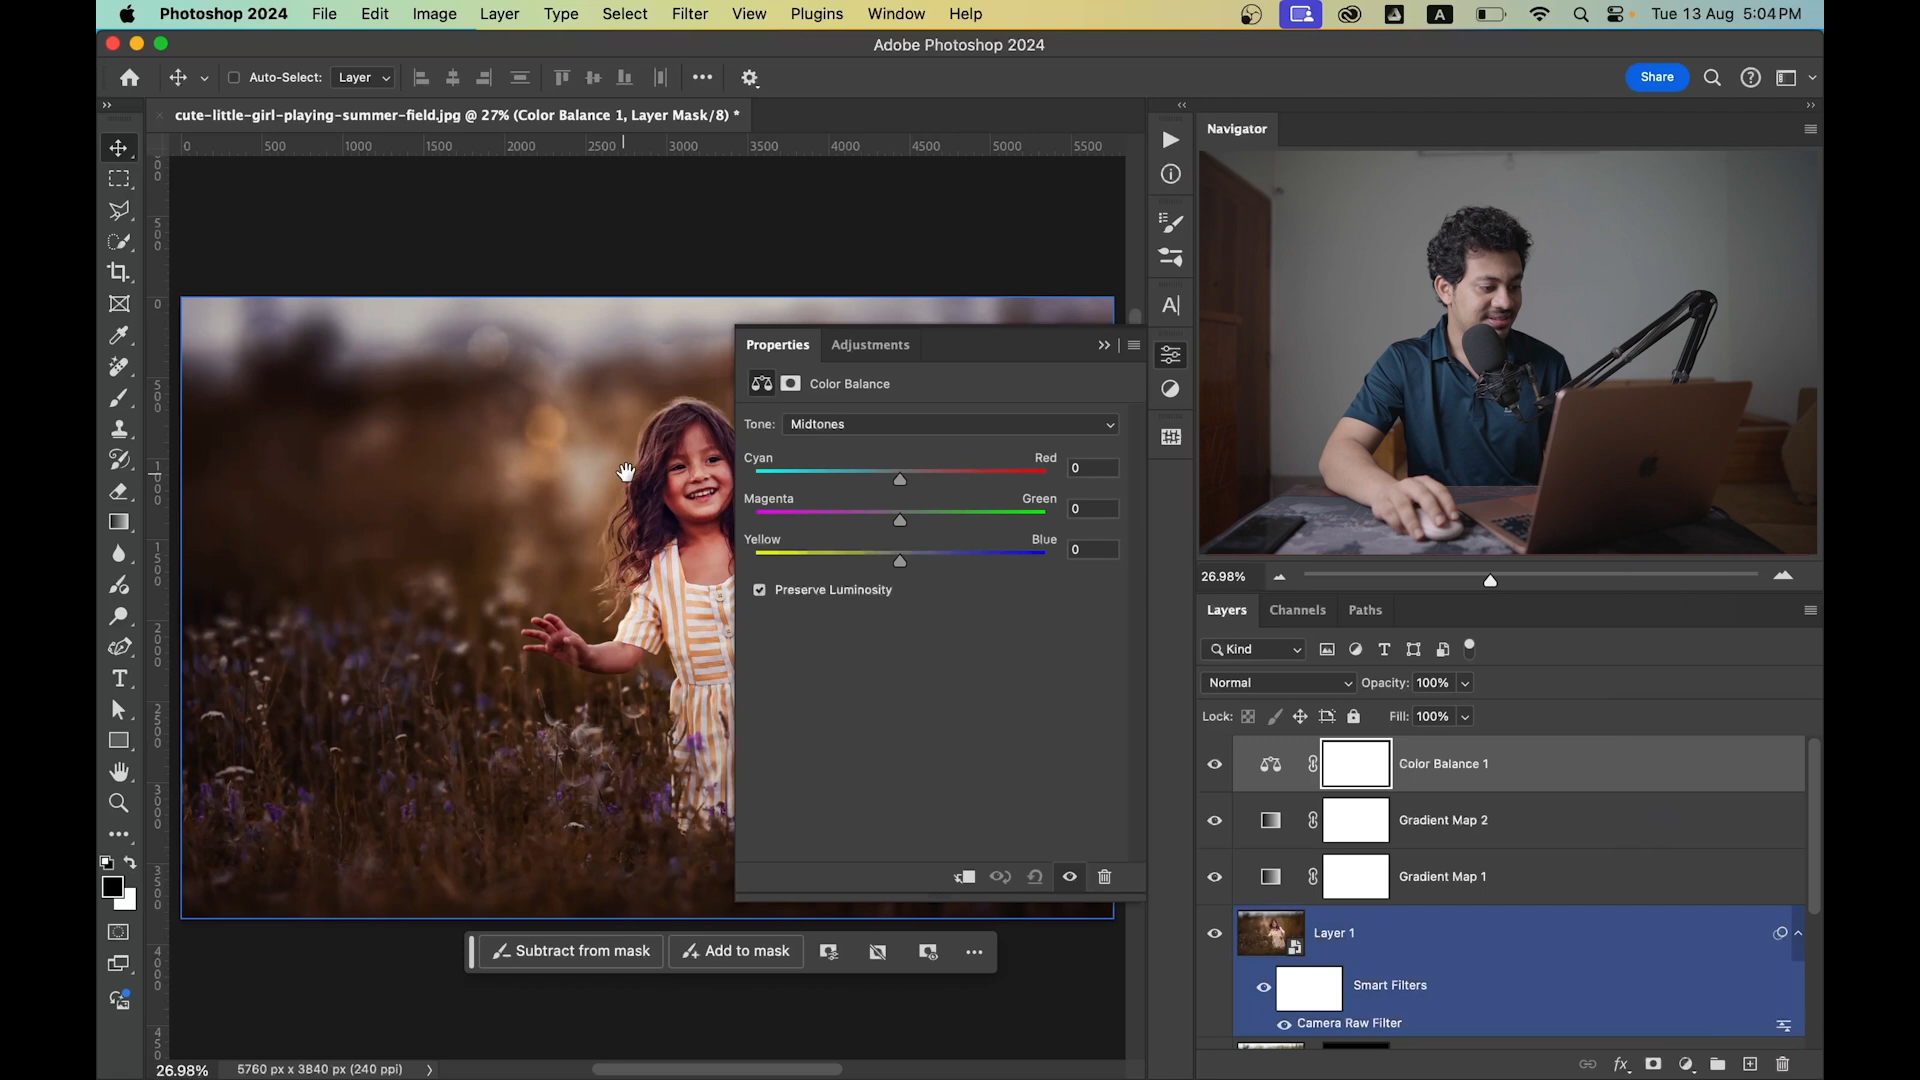 Photoshop 2024 File Edit Image Layer Type Select Filter View Plugins Window Help A Tue 13 Aug 5:04 PM
Adobe Photoshop 2024
Auto-Select: Layer Share
cute-little-girl-playing-summer-field.jpg @ 27% (Color Balance 1, Layer Mask/8) *
Navigator
0 500 1000 1500 2000 2500 3000 3500 4000 4500 5000 5500
Properties Adjustments
Color Balance
Tone: Midtones
Cyan Red 0
Magenta Green 0
Yellow Blue 0
Preserve Luminosity
26.98%
Layers Channels Paths
Kind
Normal Opacity: 100%
Lock: Fill: 100%
Color Balance 1
Gradient Map 2
Gradient Map 1
Layer 1
Smart Filters
Camera Raw Filter
Subtract from mask Add to mask
26.98% 5760 px x 3840 px (240 ppi)